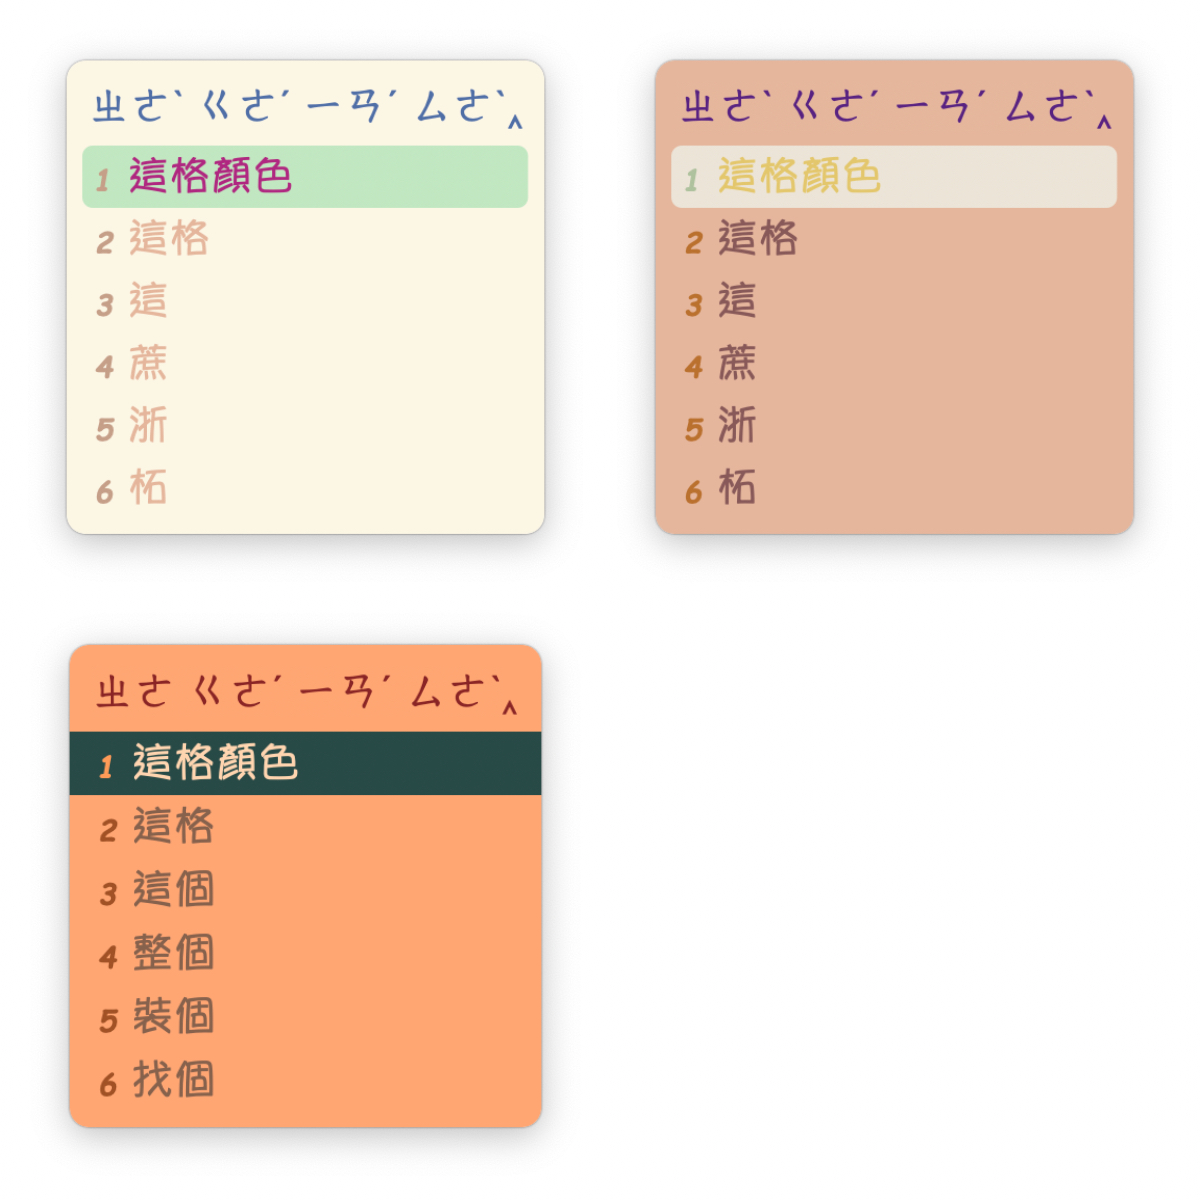 ㄓㄜˋ ㄍㄜˊ ㄧㄢˊ ㄙㄜˋ‸
1 這格顏色
2 這格
3 這
4 蔗
5 浙
6 柘
ㄓㄜˋ ㄍㄜˊ ㄧㄢˊ ㄙㄜˋ‸
1 這格顏色
2 這格
3 這
4 蔗
5 浙
6 柘
ㄓㄜ ㄍㄜˊ ㄧㄢˊ ㄙㄜˋ‸
1 這格顏色
2 這格
3 這個
4 整個
5 裝個
6 找個